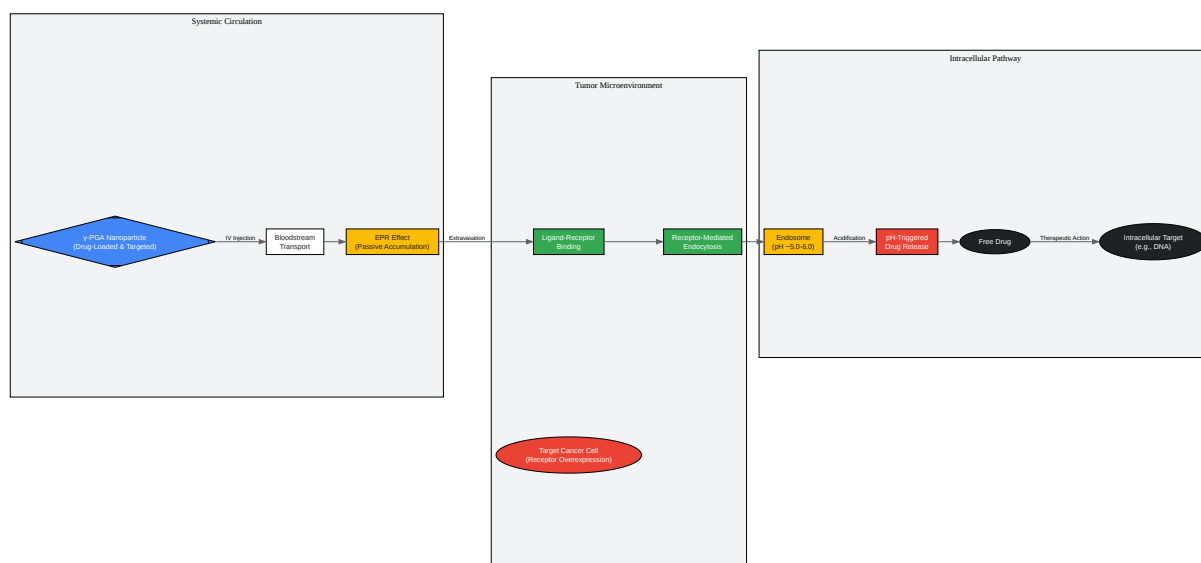 Systemic Circulation
γ-PGA Nanoparticle
(Drug-Loaded & Targeted)
IV Injection
Bloodstream
Transport
EPR Effect
(Passive Accumulation)
Extravasation
Tumor Microenvironment
Ligand-Receptor
Binding
Receptor-Mediated
Endocytosis
Target Cancer Cell
(Receptor Overexpression)
Intracellular Pathway
Endosome
(pH ~5.0-6.0)
Acidification
pH-Triggered
Drug Release
Free Drug
Therapeutic Action
Intracellular Target
(e.g., DNA)